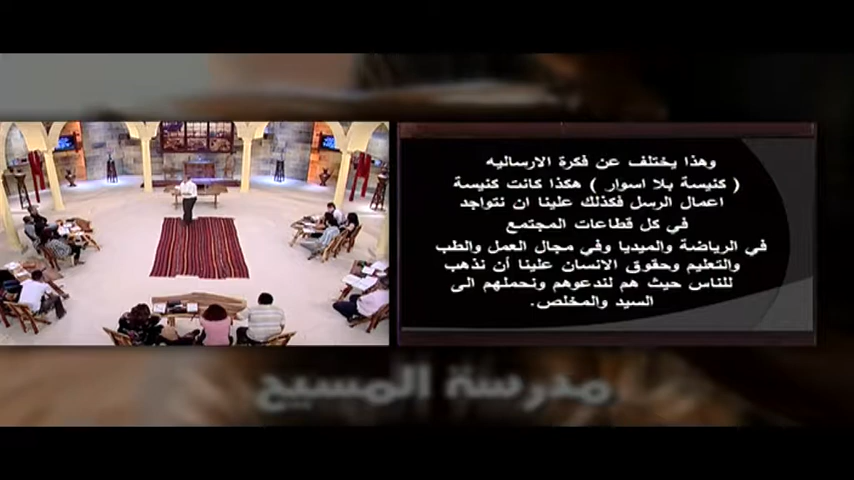 وهذا يختلف عن فكرة الارساليه
( كنيسة بلا اسوار ) هكذا كانت كنيسة
اعمال الرسل فكذلك علينا ان نتواجد
في كل قطاعات المجتمع
في الرياضة والميديا وفي مجال العمل والطب
والتعليم وحقوق الانسان علينا أن نذهب
للناس حيث هم لندعوهم ونحملهم الى
السيد والمخلص.
مدرسة المسيح